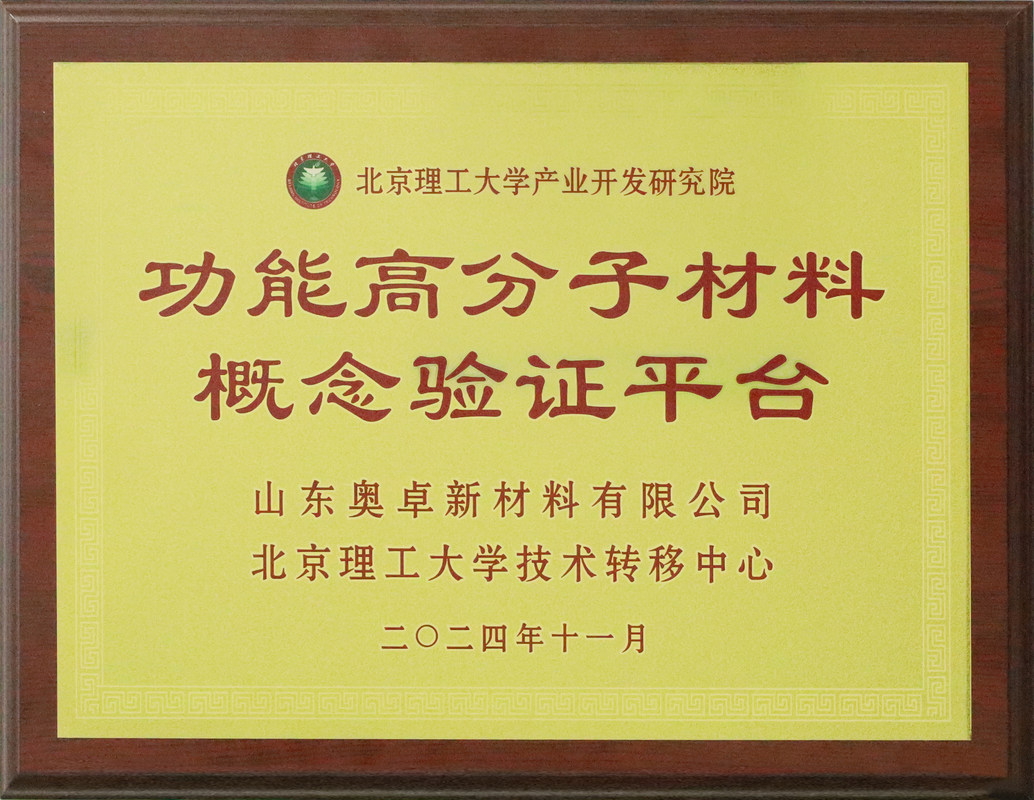 北京理工大学产业开发研究院
功能高分子材料
概念验证平台
山东奥卓新材料有限公司
北京理工大学技术转移中心
二〇二四年十一月